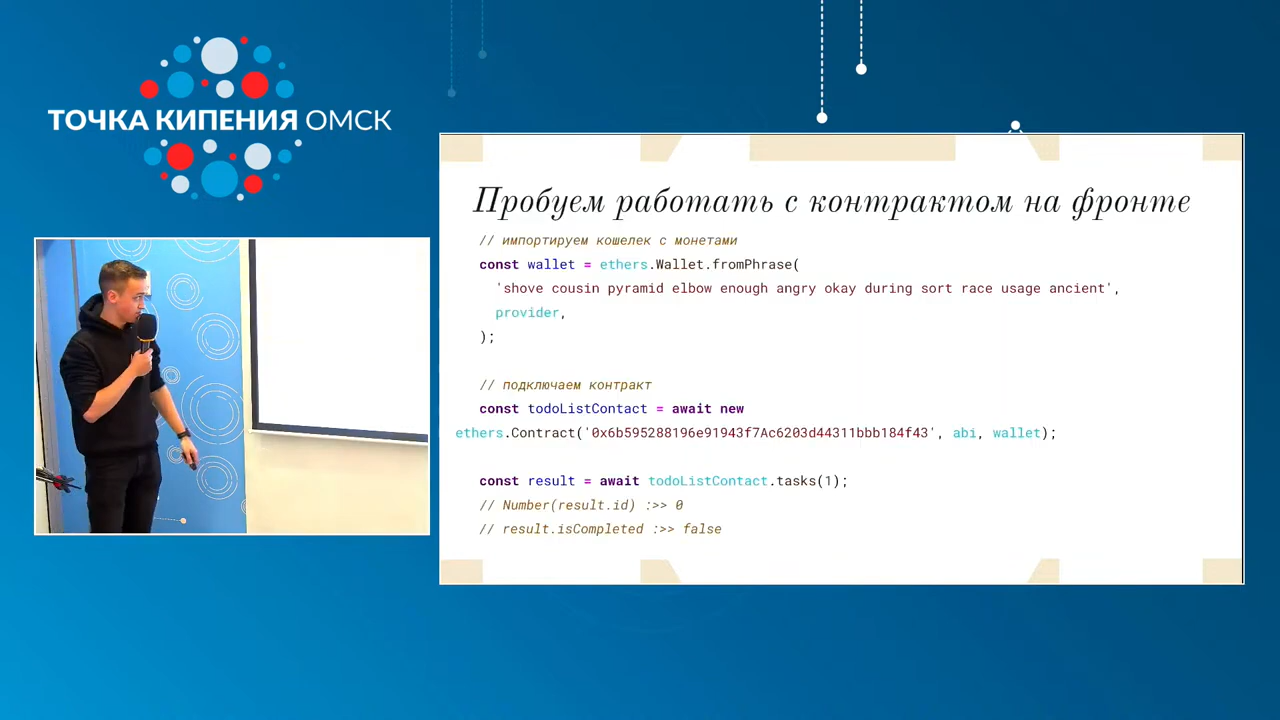 ТОЧКА КИПЕНИЯ ОМСК
Пробуем работать с контрактом на фронте
// импортируем кошелек с монетами
const wallet = ethers.Wallet.fromPhrase(
'shove cousin pyramid elbow enough angry okay during sort race usage ancient',
provider,
);
// подключаем контракт
const todoListContact = await new
ethers.Contract('0x6b595288196e91943f7Ac6203d44311bbb184f43', abi, wallet);
const result = await todoListContact.tasks(1);
// Number(result.id) :>> 0
// result.isCompleted :>> false